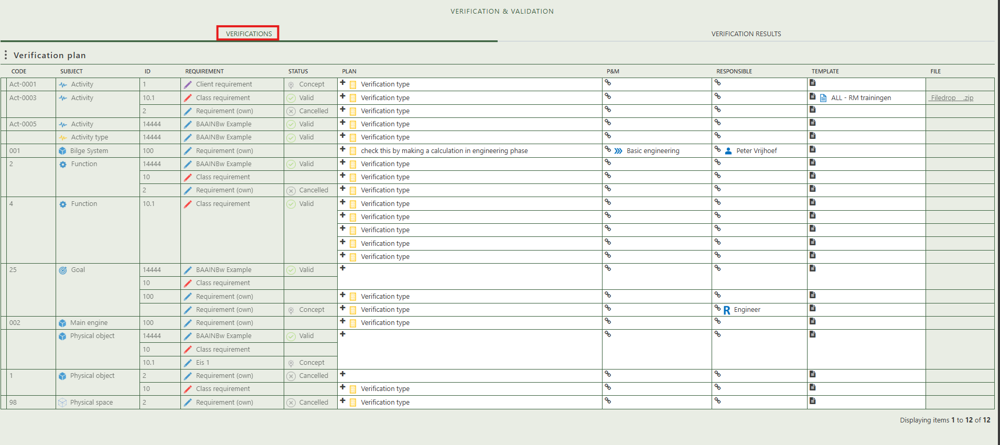 VERIFICATION & VALIDATION
VERIFICATIONS VERIFICATION RESULTS
Verification plan
CODE SUBJECT ID REQUIREMENT STATUS PLAN P&M RESPONSIBLE TEMPLATE FILE
Act-0001 Activity 1 Client requirement Concept Verification type
Act-0003 Activity 10.1 Class requirement Valid Verification type ALL - RM trainingen _Filedrop__.zip
2 Requirement (own) Cancelled Verification type
Act-0005 Activity 14444 BAAINBw Example Valid Verification type
Activity type 14444 BAAINBw Example Valid Verification type
001 Bilge System 100 Requirement (own) check this by making a calculation in engineering phase Basic engineering Peter Vrijhoef
2 Function 14444 BAAINBw Example Valid Verification type
10 Class requirement Verification type
2 Requirement (own) Cancelled Verification type
4 Function 10.1 Class requirement Valid Verification type
Verification type
Verification type
Verification type
Verification type
25 Goal 14444 BAAINBw Example Valid
10 Class requirement
100 Requirement (own) Verification type
Requirement (own) Concept Verification type R Engineer
002 Main engine 100 Requirement (own) Verification type
Physical object 14444 BAAINBw Example Valid
10 Class requirement
10.1 Eis 1 Concept
1 Physical object 2 Requirement (own) Cancelled
10 Class requirement Verification type
98 Physical space 2 Requirement (own) Cancelled Verification type
Displaying items 1 to 12 of 12